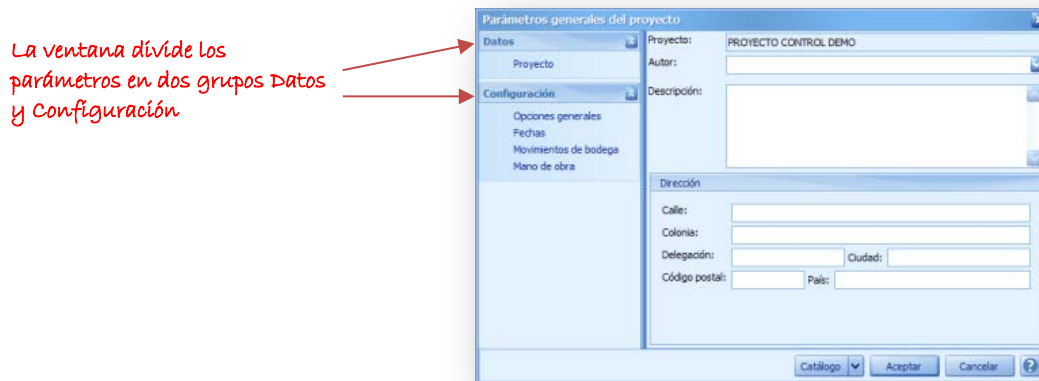 La ventana divide los
parámetros en dos grupos Datos
y Configuración
Parámetros generales del proyecto
Datos
Proyecto
Configuración
Opciones generales
Fechas
Movimientos de bodega
Mano de obra
Proyecto: PROYECTO CONTROL DEMO
Autor:
Descripción:
Dirección
Calle:
Colonia:
Delegación: Ciudad:
Código postal: País:
Catálogo Aceptar Cancelar ?